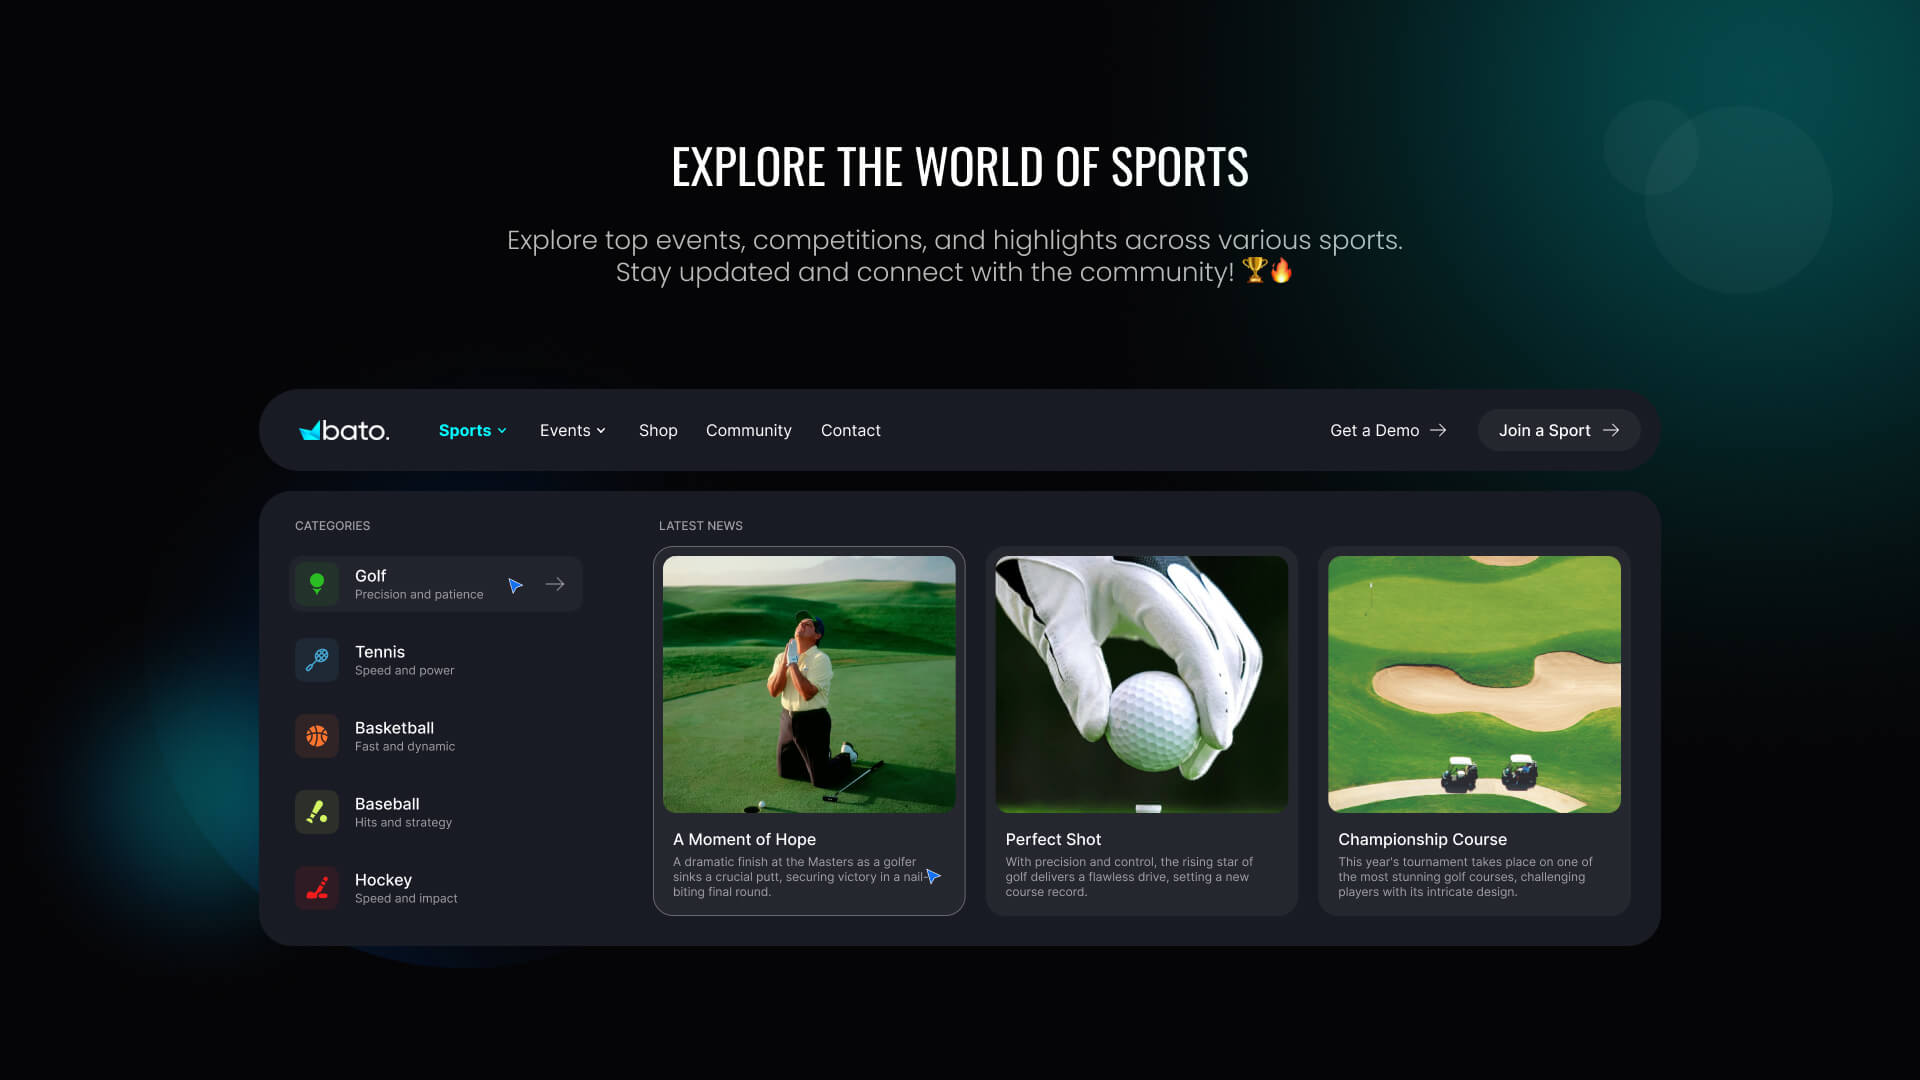 EXPLORE THE WORLD OF SPORTS
Explore top events, competitions, and highlights across various sports.
Stay updated and connect with the community! 🏆🔥
bato.
Sports
Events
Shop
Community
Contact
Get a Demo
Join a Sport
CATEGORIES
Golf
Precision and patience
Tennis
Speed and power
Basketball
Fast and dynamic
Baseball
Hits and strategy
Hockey
Speed and impact
LATEST NEWS
A Moment of Hope
A dramatic finish at the Masters as a golfer
sinks a crucial putt, securing victory in a nail-
biting final round.
Perfect Shot
With precision and control, the rising star of
golf delivers a flawless drive, setting a new
course record.
Championship Course
This year's tournament takes place on one of
the most stunning golf courses, challenging
players with its intricate design.